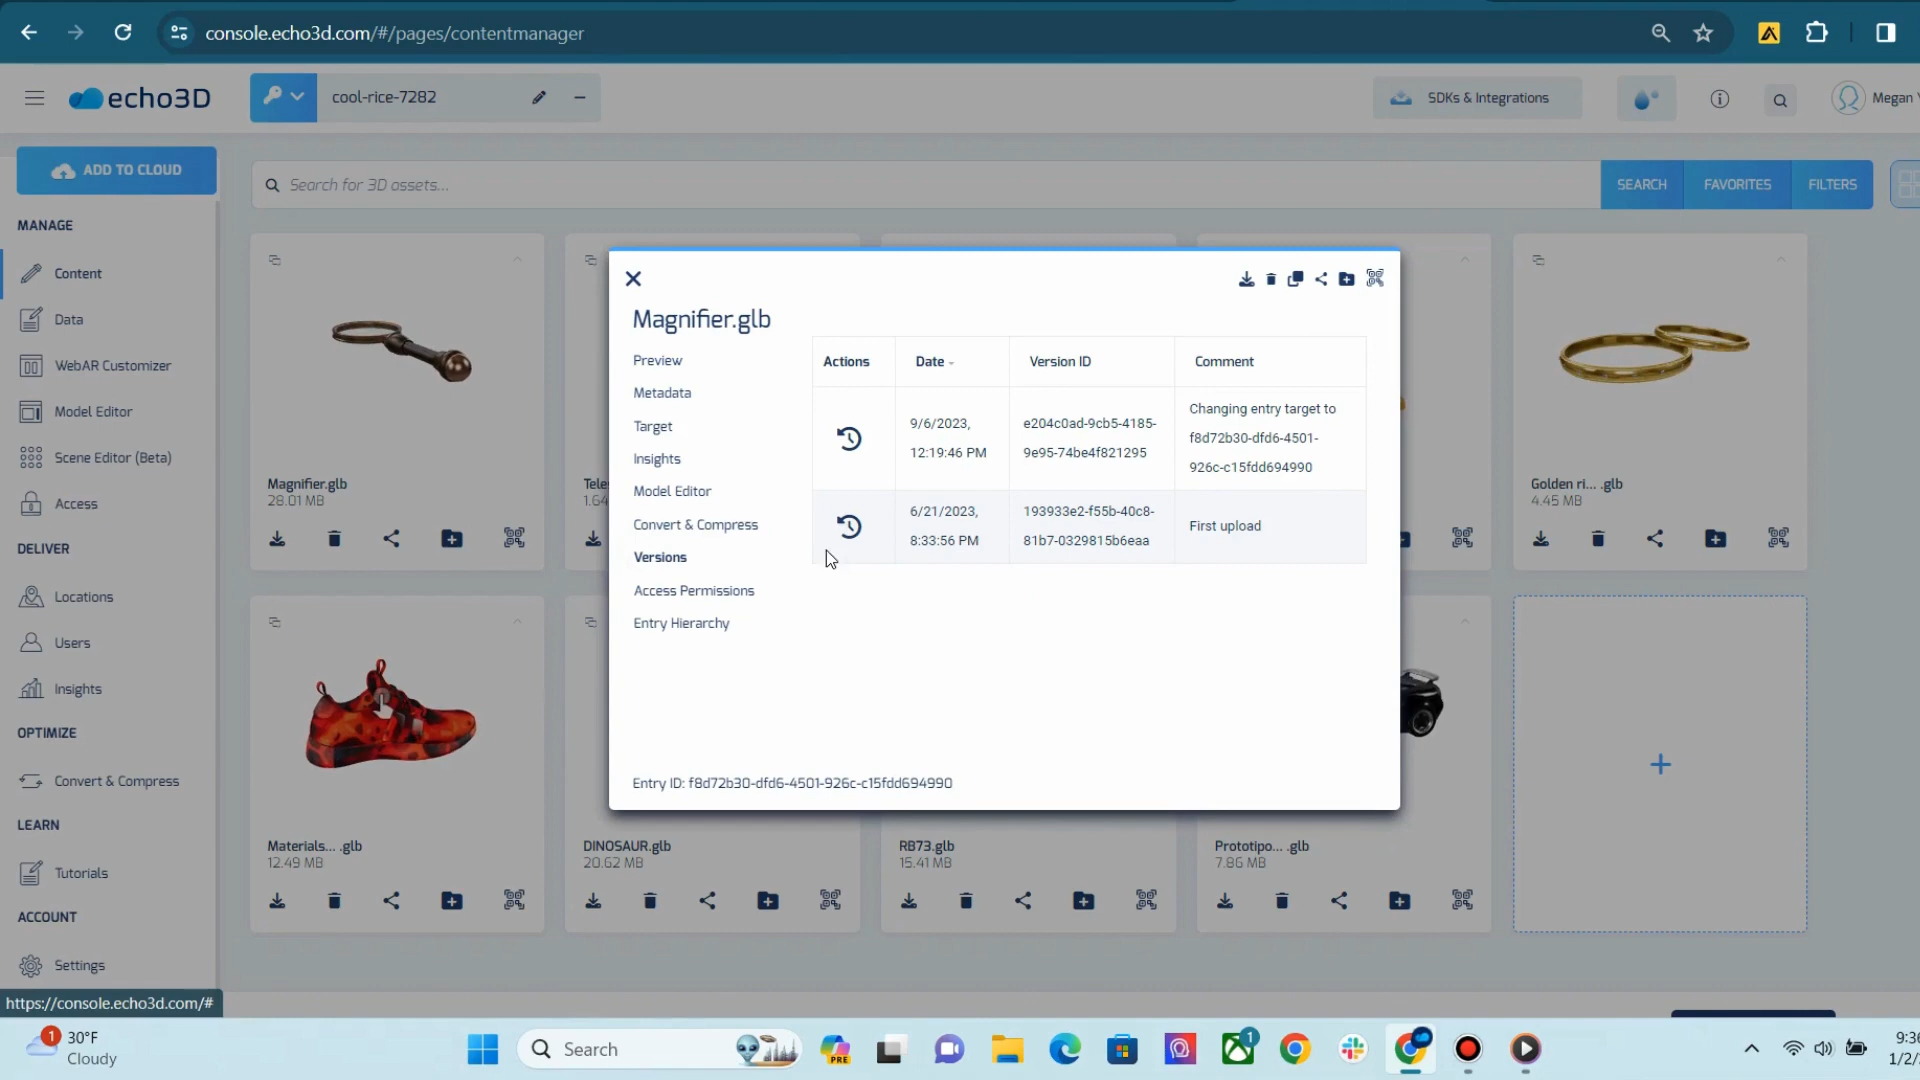 console.echo3d.com/#/pages/contentmanager
echo3D
cool-rice-7282
SDKs & Integrations
Megan
ADD TO CLOUD
Search for 3D assets...
SEARCH
FAVORITES
FILTERS
MANAGE
Content
Data
WebAR Customizer
Model Editor
Scene Editor (Beta)
Access
DELIVER
Locations
Users
Insights
OPTIMIZE
Convert & Compress
LEARN
Tutorials
ACCOUNT
Settings
https://console.echo3d.com/#
Magnifier.glb
28.01 MB
Golden ri... .glb
4.45 MB
Materials... .glb
12.49 MB
DINOSAUR.glb
20.62 MB
RB73.glb
15.41 MB
Prototipo... .glb
7.86 MB
Magnifier.glb
Preview
Metadata
Target
Insights
Model Editor
Convert & Compress
Versions
Access Permissions
Entry Hierarchy
Actions
Date
Version ID
Comment
9/6/2023,
12:19:46 PM
e204c0ad-9cb5-4185-
9e95-74be4f821295
Changing entry target to
f8d72b30-dfd6-4501-
926c-c15fdd694990
6/21/2023,
8:33:56 PM
193933e2-f55b-40c8-
81b7-0329815b6eaa
First upload
Entry ID: f8d72b30-dfd6-4501-926c-c15fdd694990
1
30°F
Cloudy
Search
PRE
1